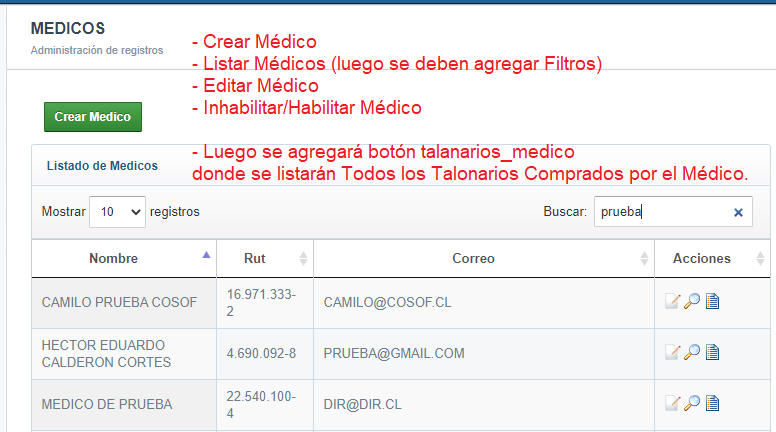 MEDICOS
Administración de registros
- Crear Médico
- Listar Médicos (luego se deben agregar Filtros)
- Editar Médico
- Inhabilitar/Habilitar Médico
Crear Medico
- Luego se agregará botón talanarios_medico
donde se listarán Todos los Talonarios Comprados por el Médico.
Listado de Medicos
Mostrar 10 registros Buscar: prueba
Nombre Rut Correo Acciones
CAMILO PRUEBA COSOF 16.971.333-
2 CAMILO@COSOF.CL
HECTOR EDUARDO
CALDERON CORTES 4.690.092-8 PRUEBA@GMAIL.COM
MEDICO DE PRUEBA 22.540.100-
4 DIR@DIR.CL